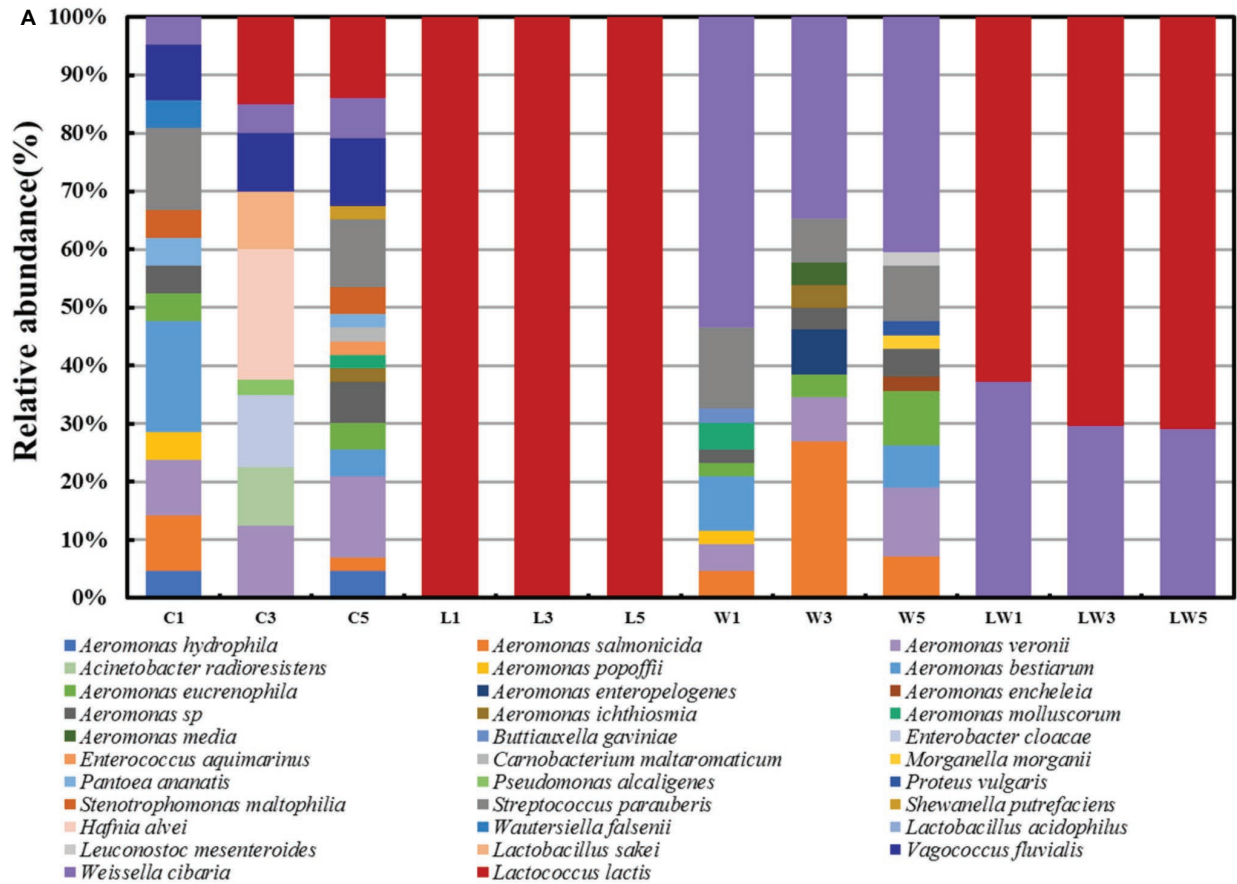 A
Relative abundance(%)
100%
90%
80%
70%
60%
50%
40%
30%
20%
10%
0%
C1 C3 C5 L1 L3 L5 W1 W3 W5 LW1 LW3 LW5
Aeromonas hydrophila Aeromonas salmonicida Aeromonas veronii
Acinetobacter radioresistens Aeromonas popoffii Aeromonas bestiarum
Aeromonas eucrenophila Aeromonas enteropelogenes Aeromonas encheleia
Aeromonas sp Aeromonas ichthiosmia Aeromonas molluscorum
Aeromonas media Buttiauxella gaviniae Enterobacter cloacae
Enterococcus aquimarinus Carnobacterium maltaromaticum Morganella morganii
Pantoea ananatis Pseudomonas alcaligenes Proteus vulgaris
Stenotrophomonas maltophilia Streptococcus parauberis Shewanella putrefaciens
Hafnia alvei Wautersiella falsenii Lactobacillus acidophilus
Leuconostoc mesenteroides Lactobacillus sakei Vagococcus fluvialis
Weissella cibaria Lactococcus lactis